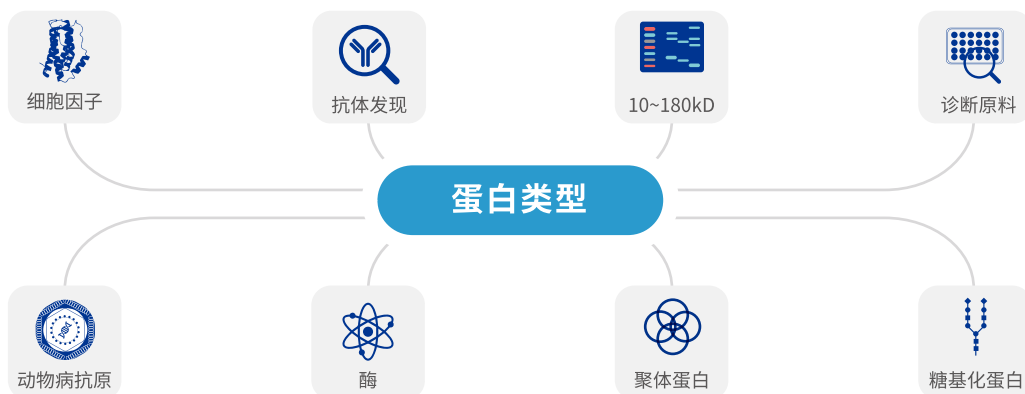 细胞因子
抗体发现
10~180kD
诊断原料
蛋白类型
动物病抗原
酶
聚体蛋白
糖基化蛋白